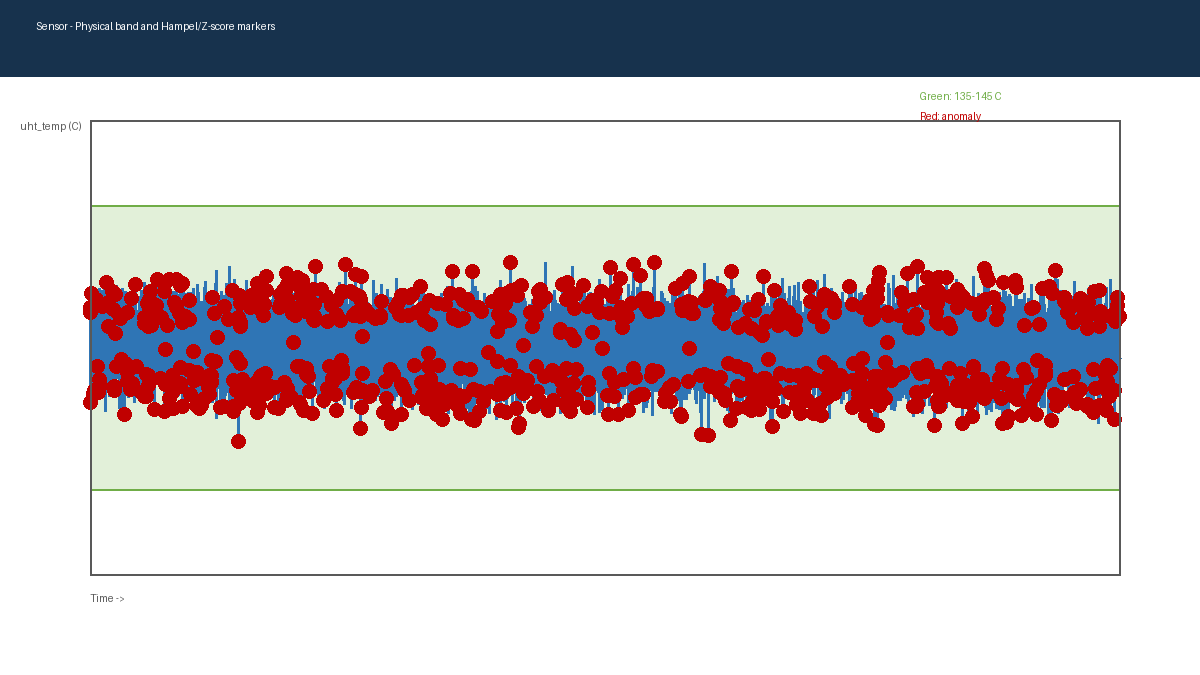 Sensor - Physical band and Hampel/Z-score markers
Green: 135-145 C
Red: anomaly
uht_temp (C)
Time ->